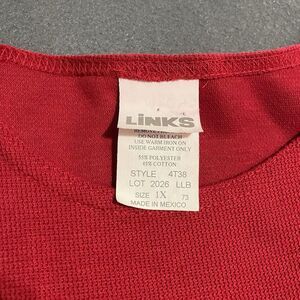 LINKS
DO NOT BLEACH
USE WARM IRON ON
INSIDE GARMENT ONLY
55% POLYESTER
45% COTTON
STYLE 4T38
LOT 2026 LLB
SIZE 1X 73
MADE IN MEXICO